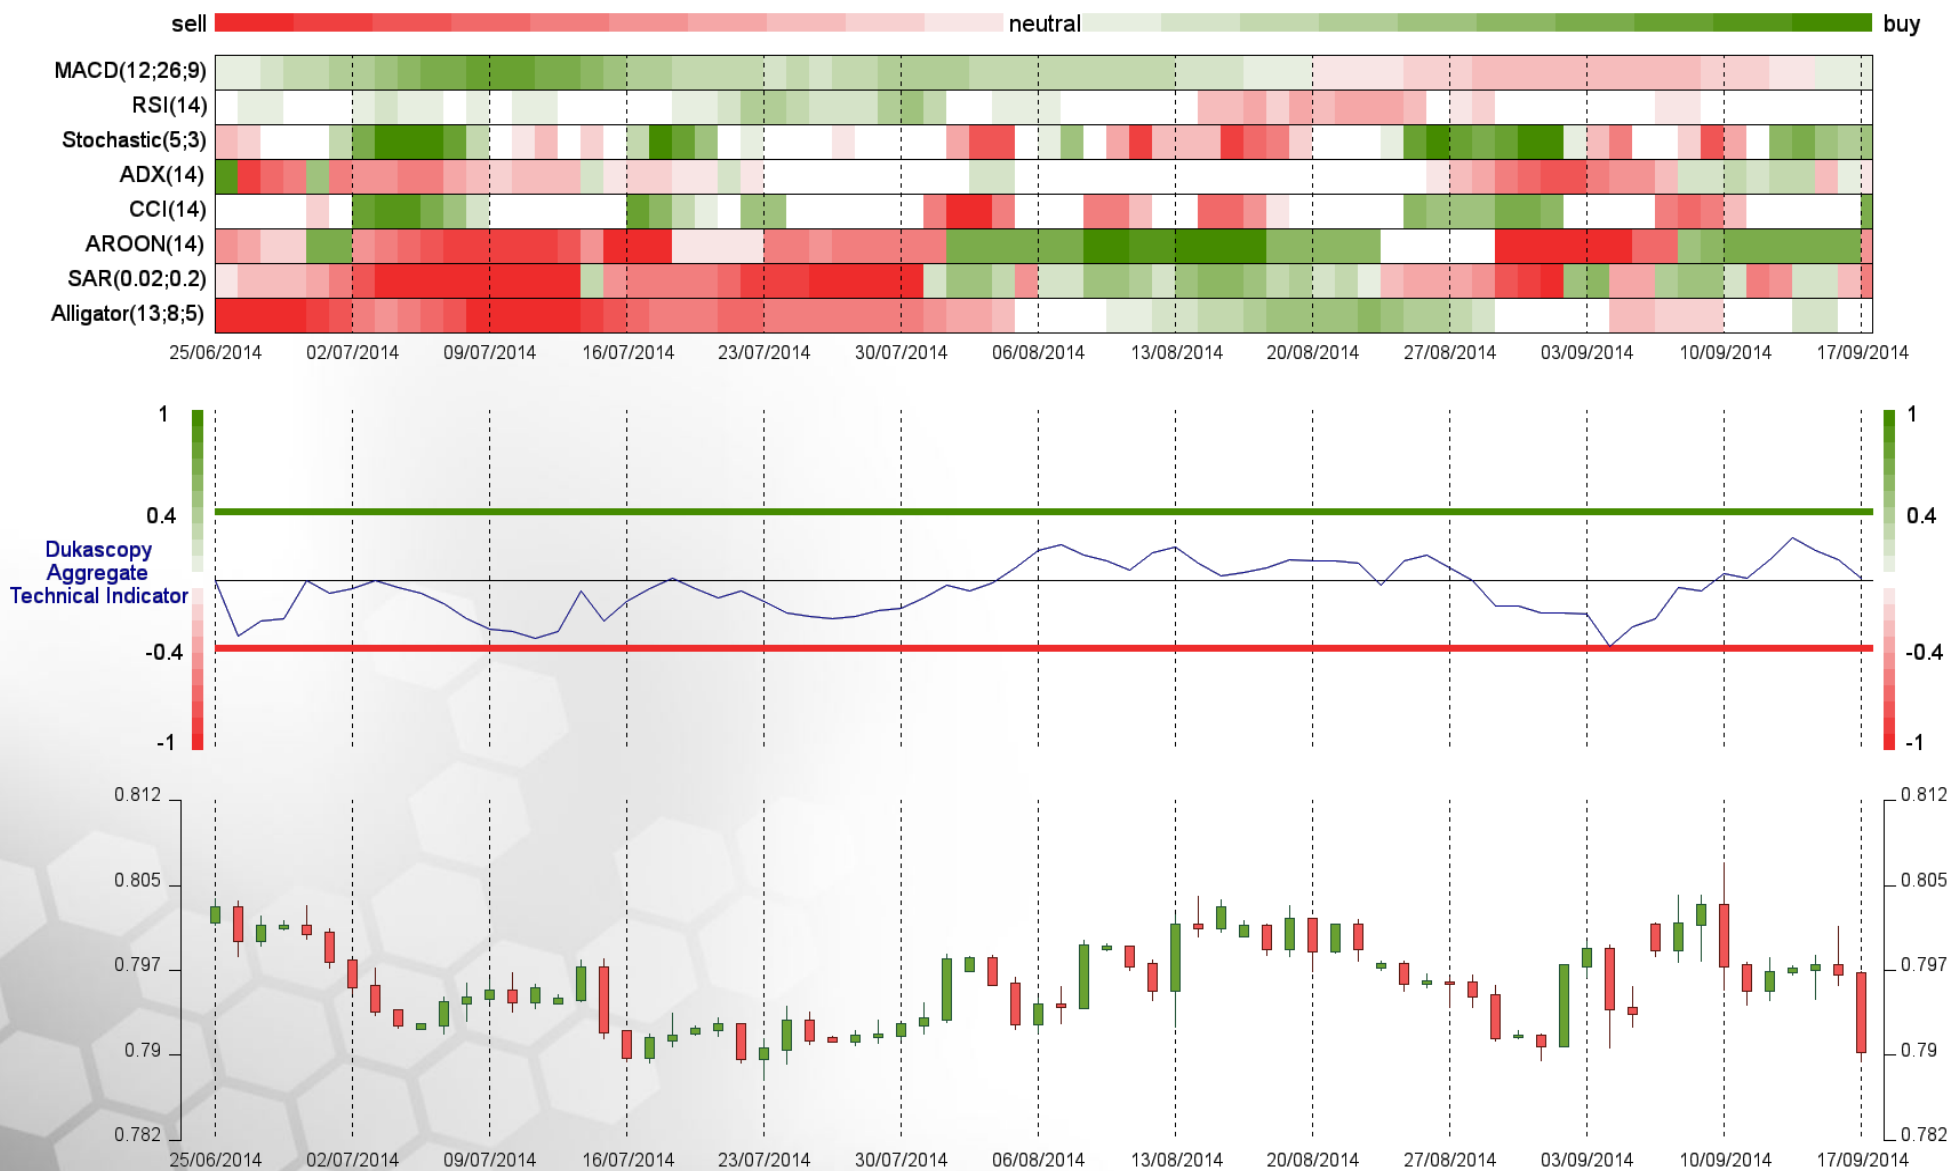 sell neutral buy
MACD(12;26;9)
RSI(14)
Stochastic(5;3)
ADX(14)
CCI(14)
AROON(14)
SAR(0.02;0.2)
Alligator(13;8;5)
25/06/2014 02/07/2014 09/07/2014 16/07/2014 23/07/2014 30/07/2014 06/08/2014 13/08/2014 20/08/2014 27/08/2014 03/09/2014 10/09/2014 17/09/2014
1 1
0.4 0.4
Dukascopy
Aggregate
Technical Indicator
-0.4 -0.4
-1 -1
0.812 0.812
0.805 0.805
0.797 0.797
0.79 0.79
0.782 0.782
25/06/2014 02/07/2014 09/07/2014 16/07/2014 23/07/2014 30/07/2014 06/08/2014 13/08/2014 20/08/2014 27/08/2014 03/09/2014 10/09/2014 17/09/2014